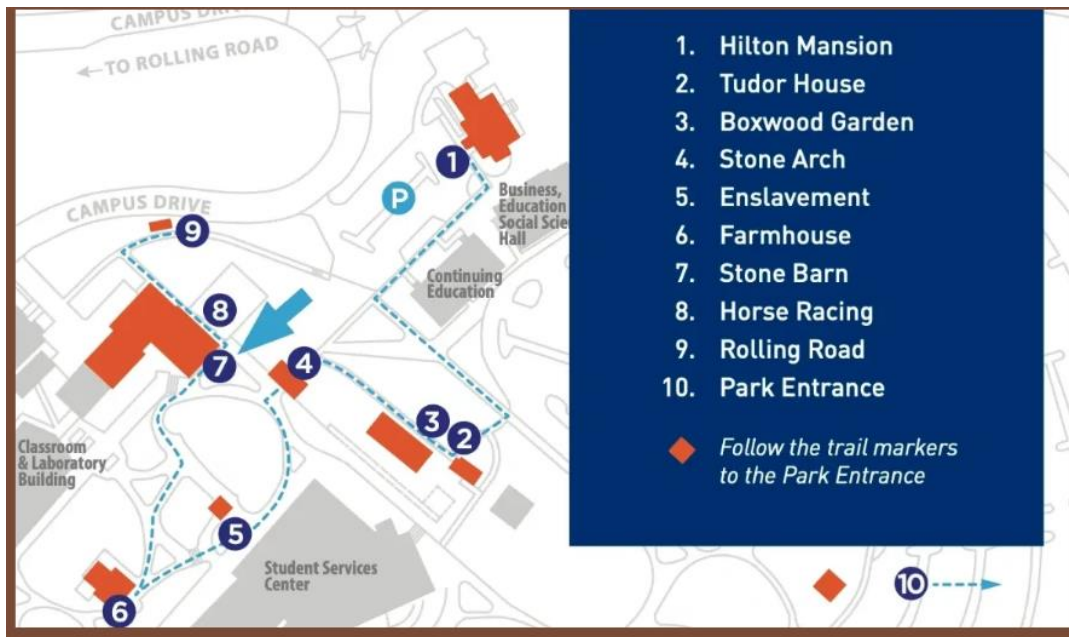 CAMPUS DRIVE
←TO ROLLING ROAD
1
P
Business,
Education
Social Scie
Hall
CAMPUS DRIVE
9
Continuing
Education
8
7
4
3
2
Classroom
& Laboratory
Building
5
Student Services
Center
6
1. Hilton Mansion
2. Tudor House
3. Boxwood Garden
4. Stone Arch
5. Enslavement
6. Farmhouse
7. Stone Barn
8. Horse Racing
9. Rolling Road
10. Park Entrance
Follow the trail markers
to the Park Entrance
10